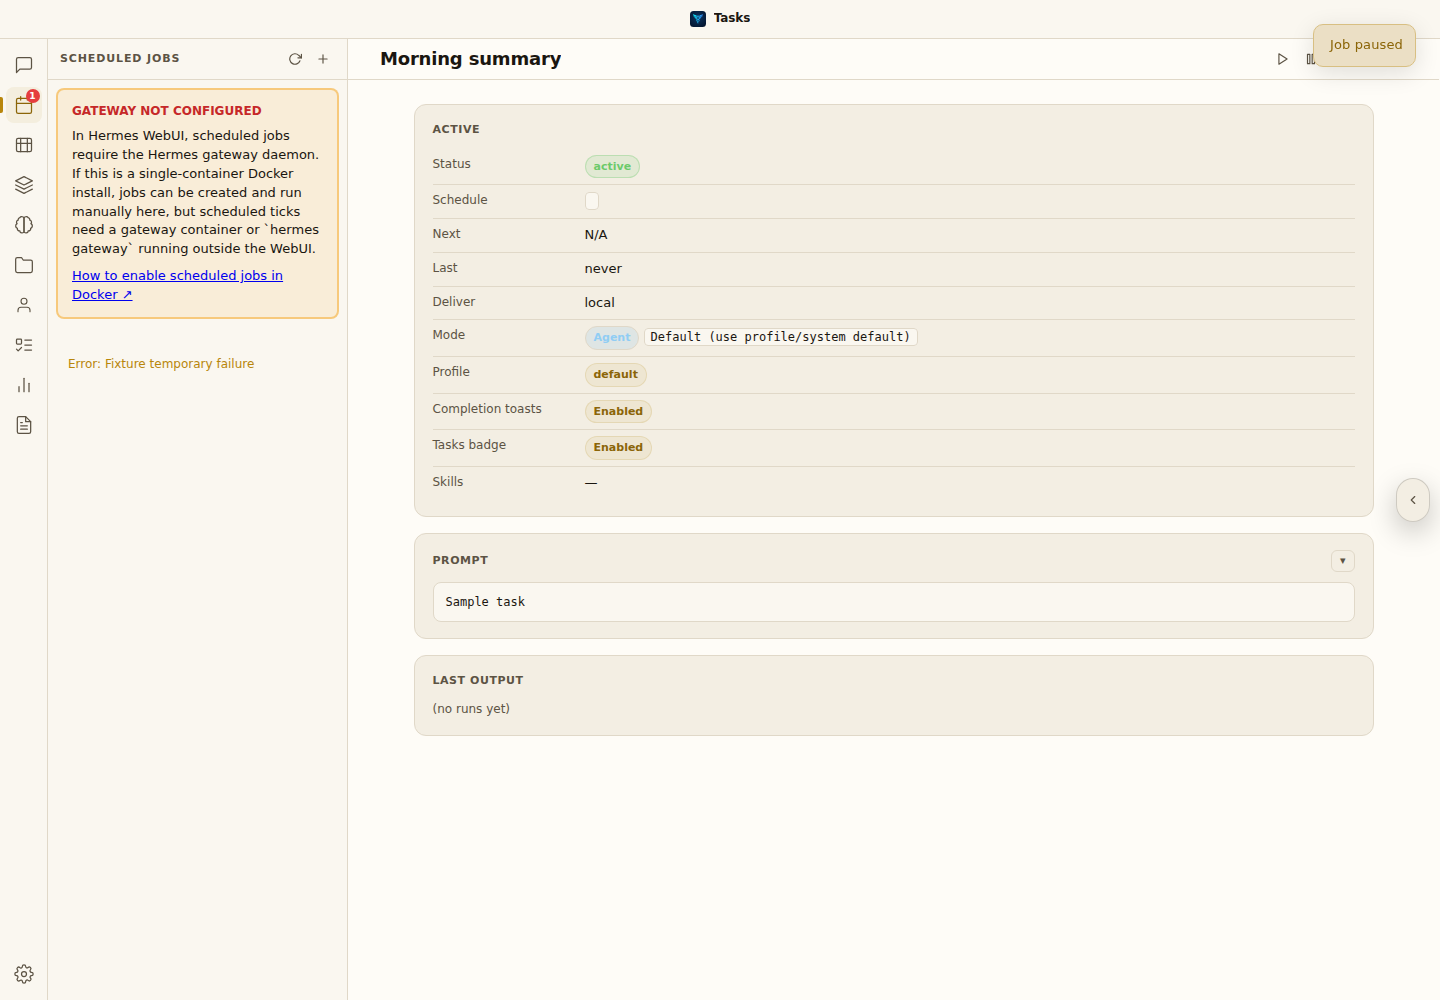 Tasks
Job paused
SCHEDULED JOBS
Morning summary
1
GATEWAY NOT CONFIGURED
In Hermes WebUI, scheduled jobs
require the Hermes gateway daemon.
If this is a single-container Docker
install, jobs can be created and run
manually here, but scheduled ticks
need a gateway container or `hermes
gateway` running outside the WebUI.
How to enable scheduled jobs in
Docker ↗
Error: Fixture temporary failure
ACTIVE
Status active
Schedule
Next N/A
Last never
Deliver local
Mode Agent Default (use profile/system default)
Profile default
Completion toasts Enabled
Tasks badge Enabled
Skills —
PROMPT
Sample task
LAST OUTPUT
(no runs yet)